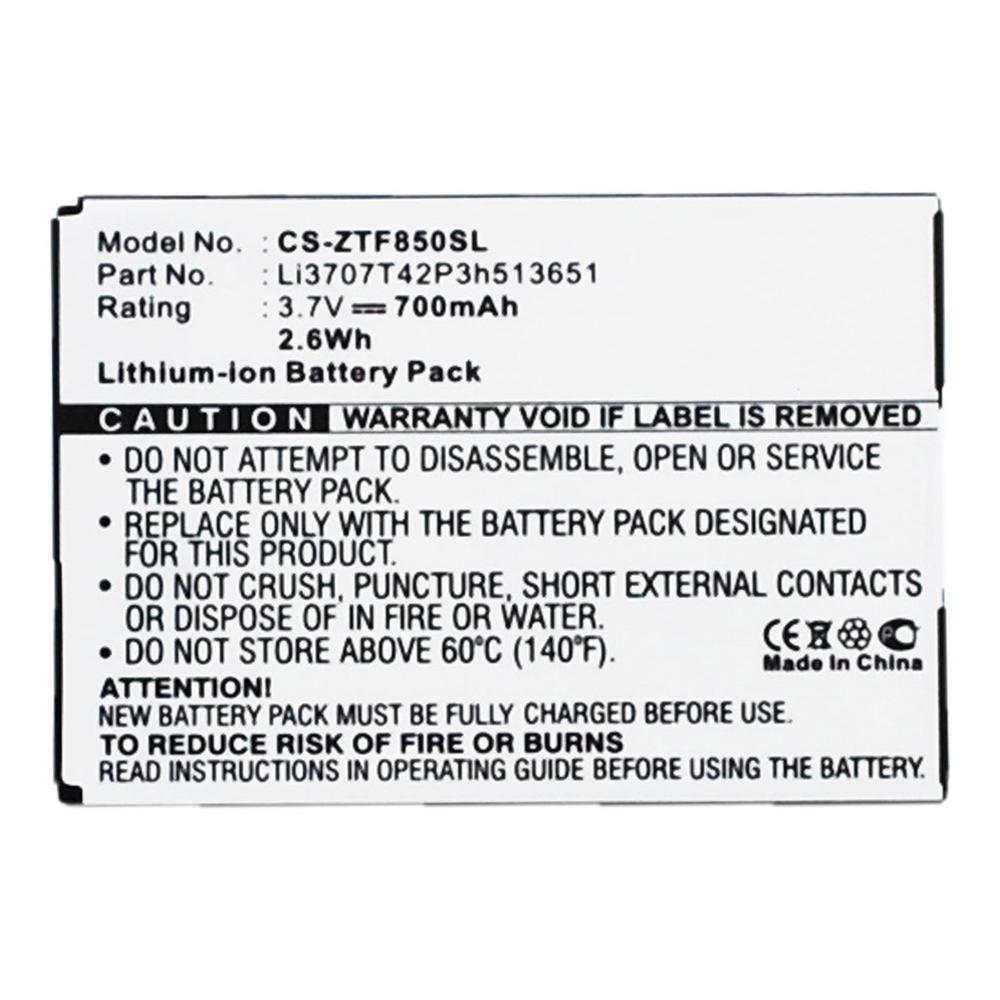 Model No. : CS-ZTF850SL
Part No. : Li3707T42P3h513651
Rating : 3.7V 700mAh
2.6Wh
Lithium-ion Battery Pack
CAUTION WARRANTY VOID IF LABEL IS REMOVED
• DO NOT ATTEMPT TO DISASSEMBLE, OPEN OR SERVICE
THE BATTERY PACK.
• REPLACE ONLY WITH THE BATTERY PACK DESIGNATED
FOR THIS PRODUCT.
• DO NOT CRUSH, PUNCTURE, SHORT EXTERNAL CONTACTS
OR DISPOSE OF IN FIRE OR WATER.
• DO NOT STORE ABOVE 60°C (140°F).
CE
Made In China
ATTENTION!
NEW BATTERY PACK MUST BE FULLY CHARGED BEFORE USE.
TO REDUCE RISK OF FIRE OR BURNS
READ INSTRUCTIONS IN OPERATING GUIDE BEFORE USING THE BATTERY.